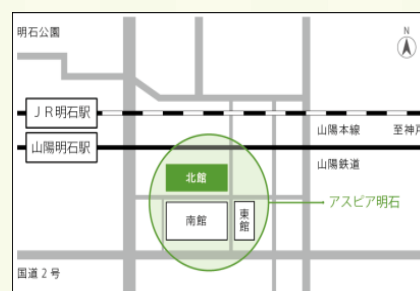 明石公園
N
JR明石駅
山陽本線 至神戸
山陽明石駅
山陽鉄道
北館
アスピア明石
南館
東館
国道2号